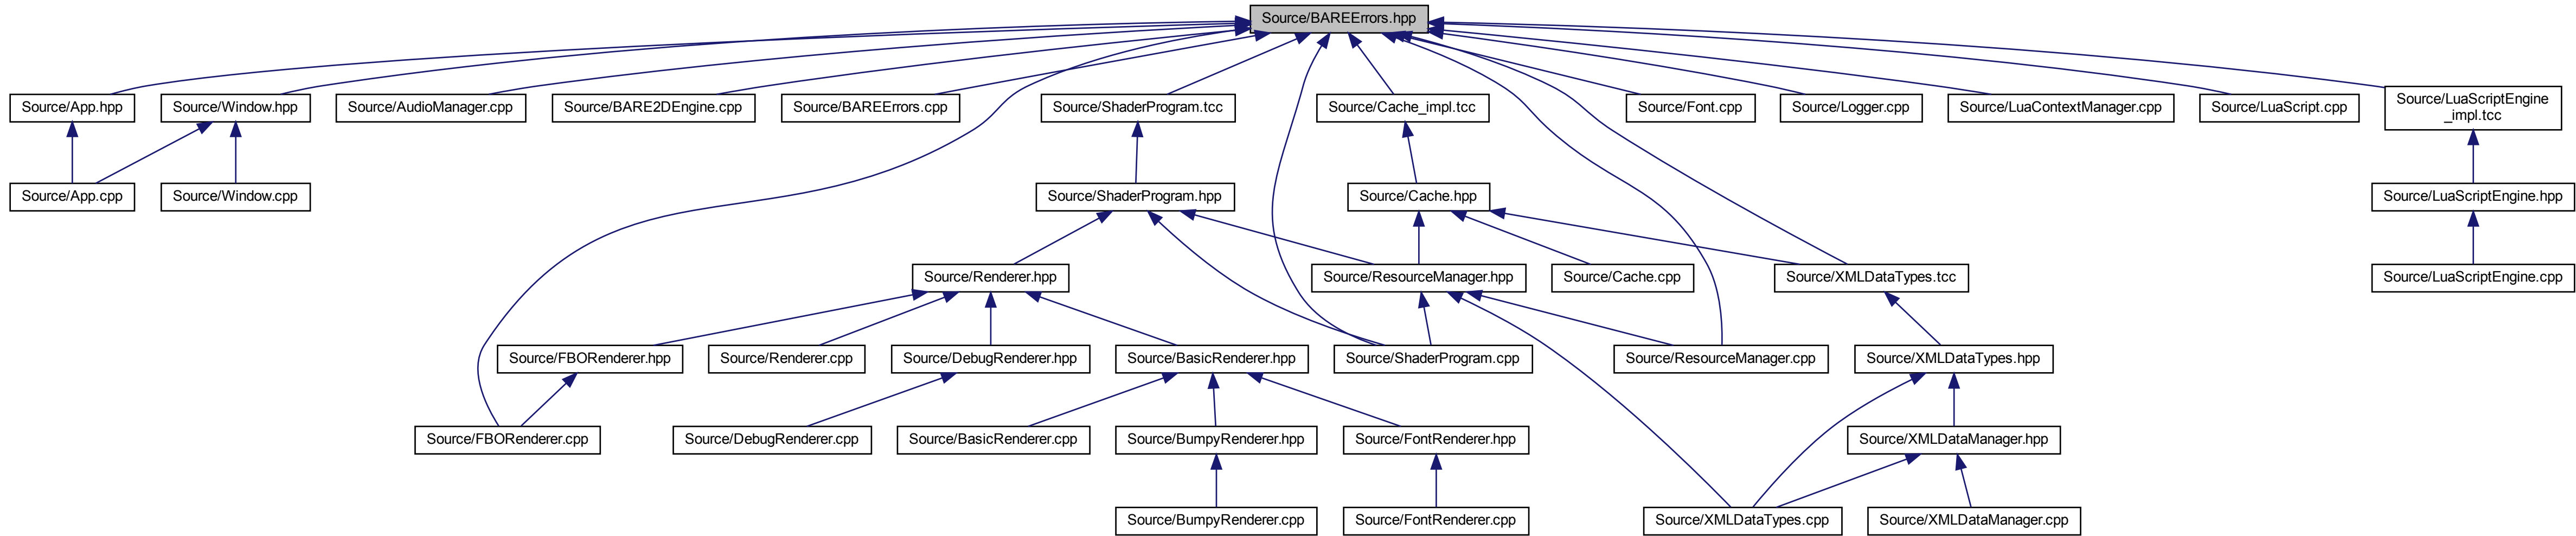 Source/BAREErrors.hpp
Source/App.hpp
Source/Window.hpp
Source/AudioManager.cpp
Source/BARE2DEngine.cpp
Source/BAREErrors.cpp
Source/ShaderProgram.tcc
Source/Cache_impl.tcc
Source/Font.cpp
Source/Logger.cpp
Source/LuaContextManager.cpp
Source/LuaScript.cpp
Source/LuaScriptEngine
_impl.tcc
Source/App.cpp
Source/Window.cpp
Source/ShaderProgram.hpp
Source/Cache.hpp
Source/LuaScriptEngine.hpp
Source/Renderer.hpp
Source/ResourceManager.hpp
Source/Cache.cpp
Source/XMLDataTypes.tcc
Source/LuaScriptEngine.cpp
Source/FBORenderer.hpp
Source/Renderer.cpp
Source/DebugRenderer.hpp
Source/BasicRenderer.hpp
Source/ShaderProgram.cpp
Source/ResourceManager.cpp
Source/XMLDataTypes.hpp
Source/FBORenderer.cpp
Source/DebugRenderer.cpp
Source/BasicRenderer.cpp
Source/BumpyRenderer.hpp
Source/FontRenderer.hpp
Source/XMLDataManager.hpp
Source/BumpyRenderer.cpp
Source/FontRenderer.cpp
Source/XMLDataTypes.cpp
Source/XMLDataManager.cpp